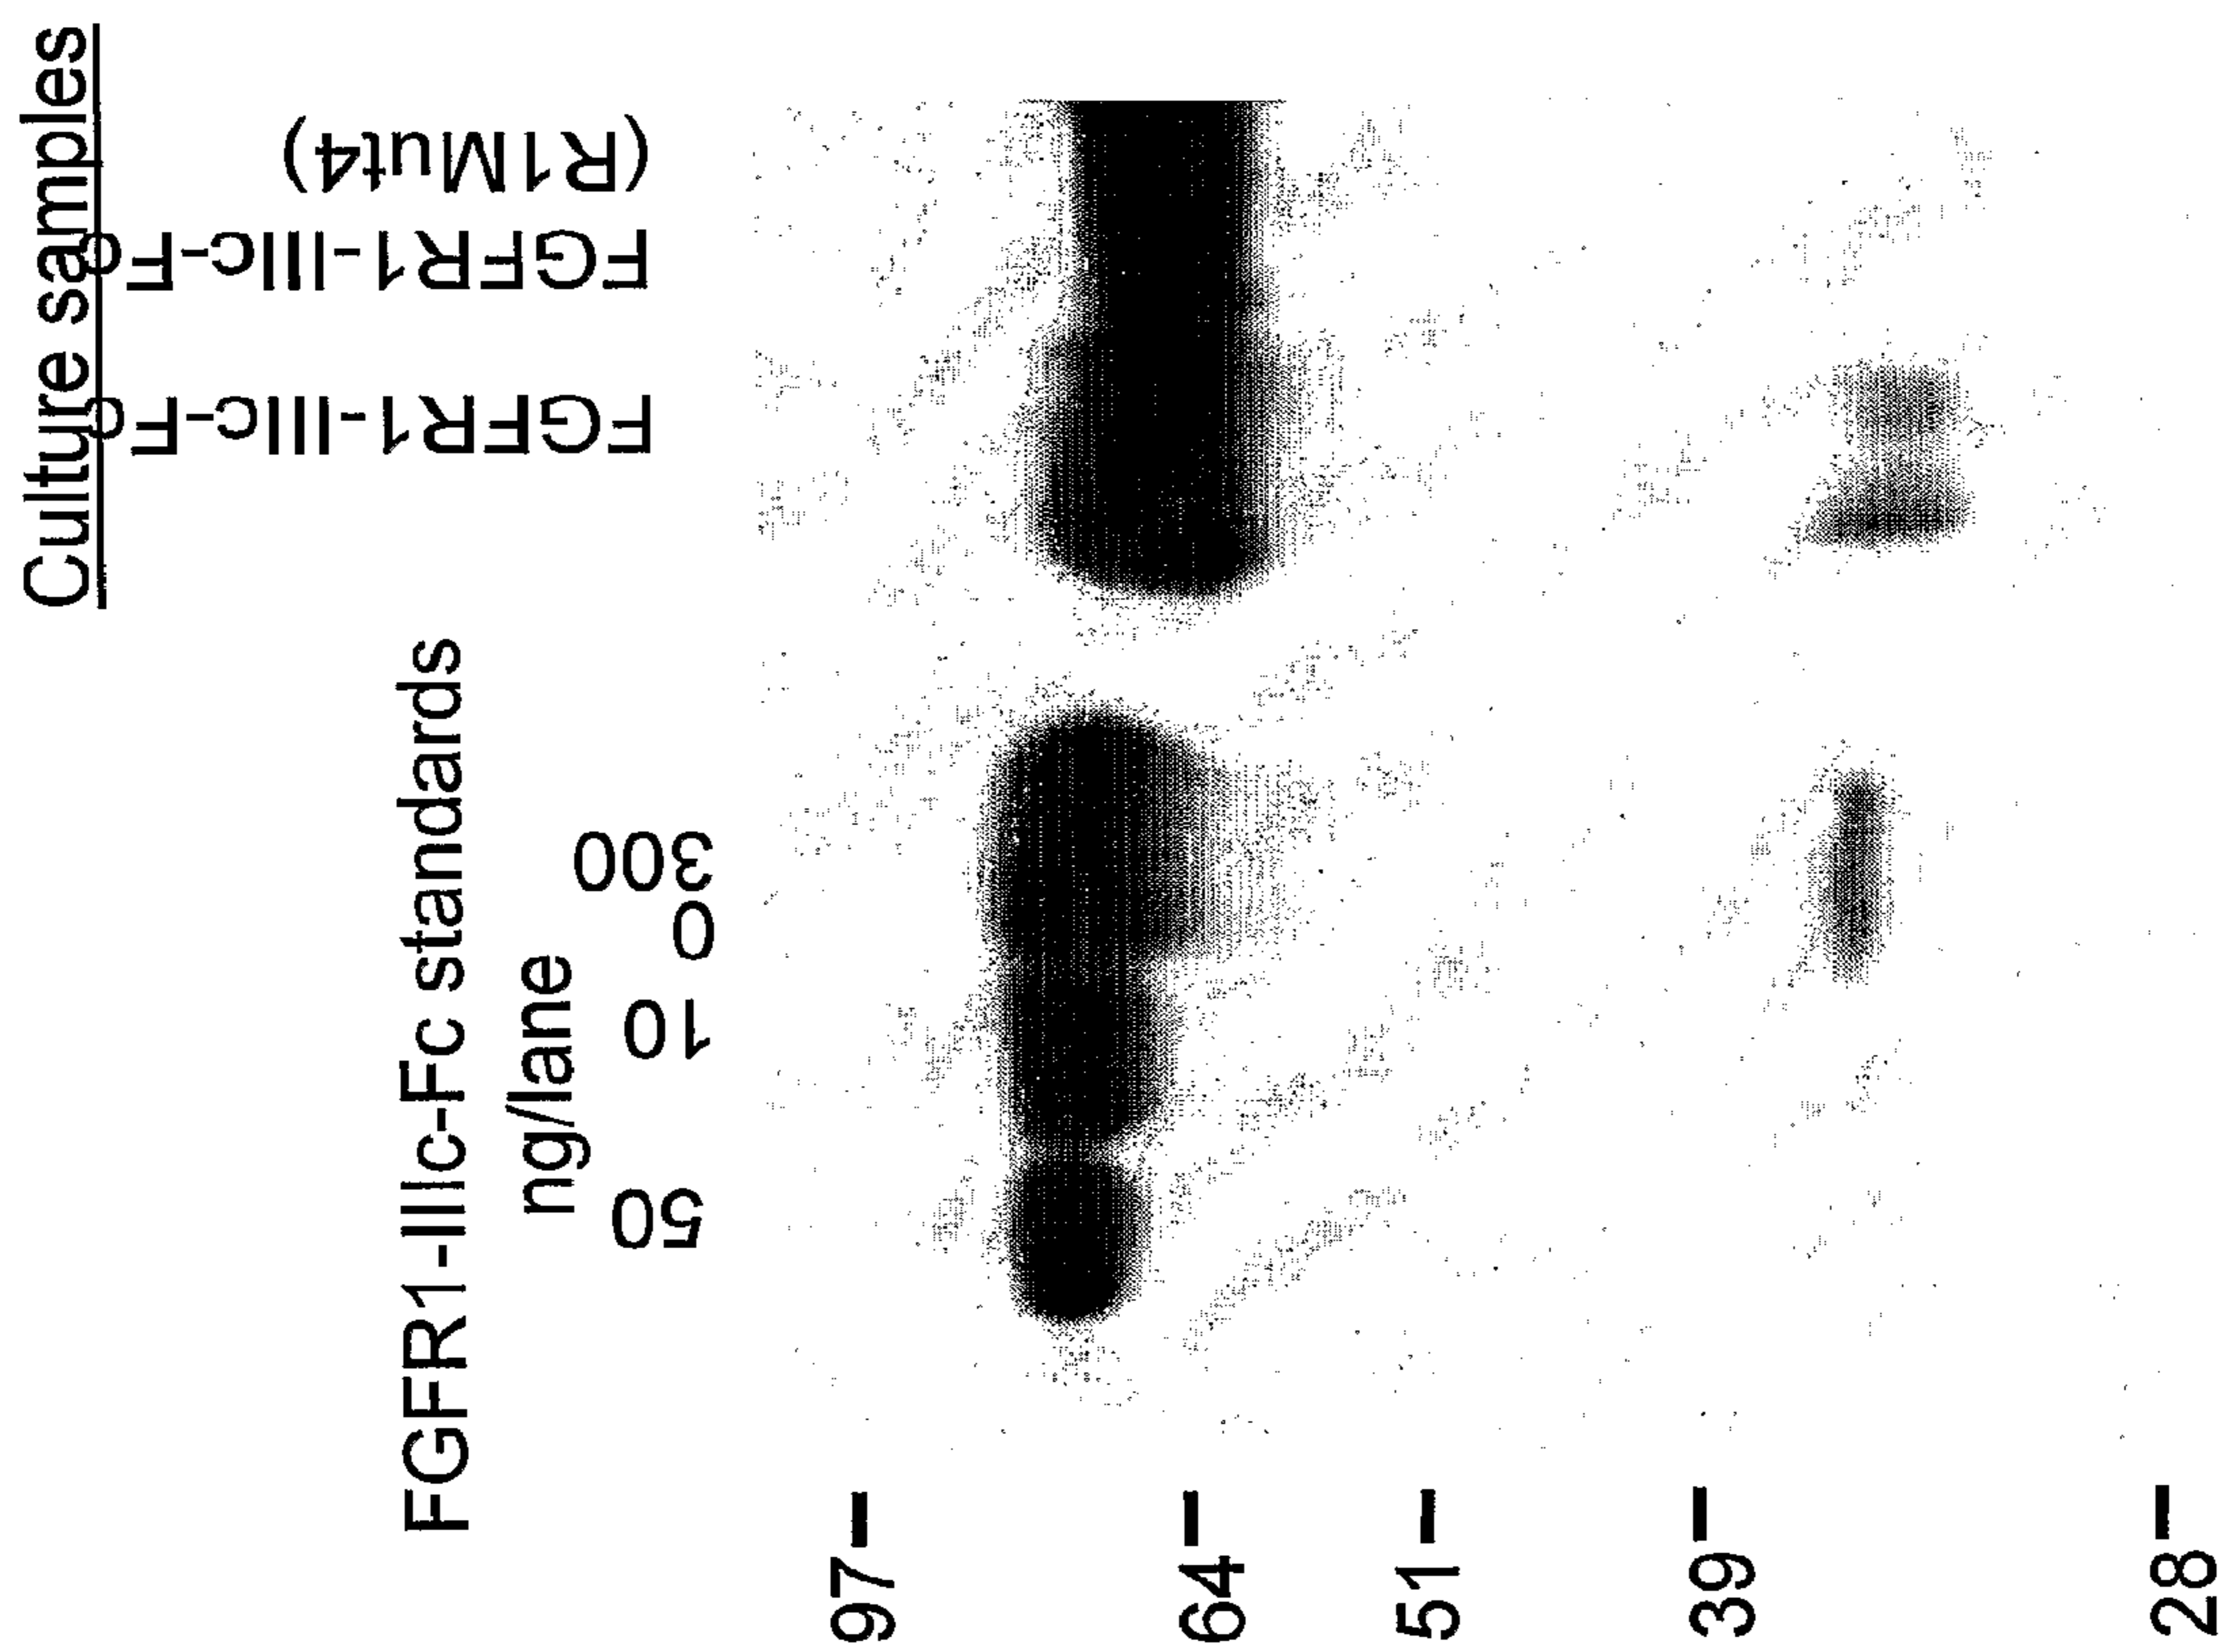 Culture samples
FGFR1-IIIc-Fc standards
ng/lane
50
10
0
300
FGFR1-IIIc-Fc
FGFR1-IIIc-Fc
(R1Mut4)
97
64
51
39
28